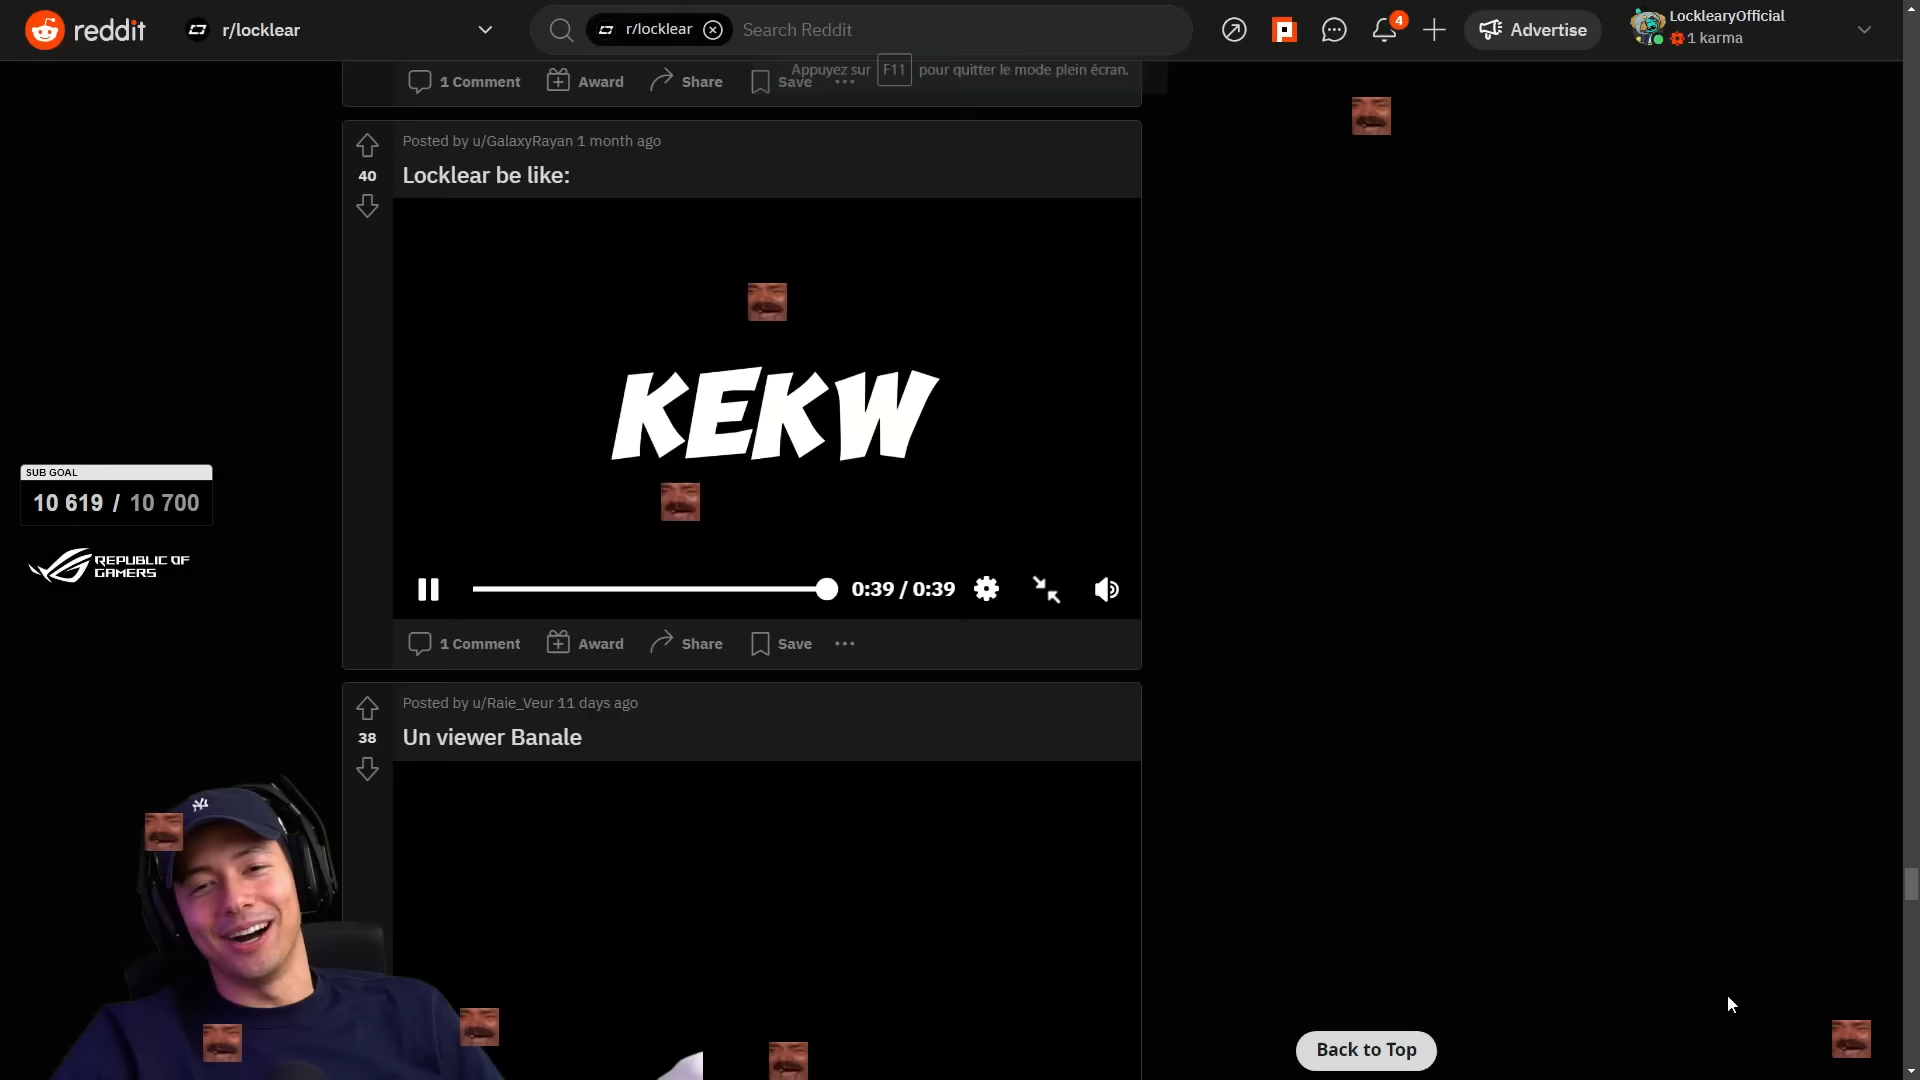 reddit
r/locklear
r/locklear
Search Reddit
4
Advertise
LocklearyOfficial
1 karma
1 Comment
Award
Share
Save
Appuyez sur F11 pour quitter le mode plein écran.
Posted by u/GalaxyRayan 1 month ago
40
Locklear be like:
KEKW
0:39 / 0:39
1 Comment
Award
Share
Save
SUB GOAL
10 619 / 10 700
REPUBLIC OF
GAMERS
Posted by u/Raie_Veur 11 days ago
38
Un viewer Banale
Back to Top